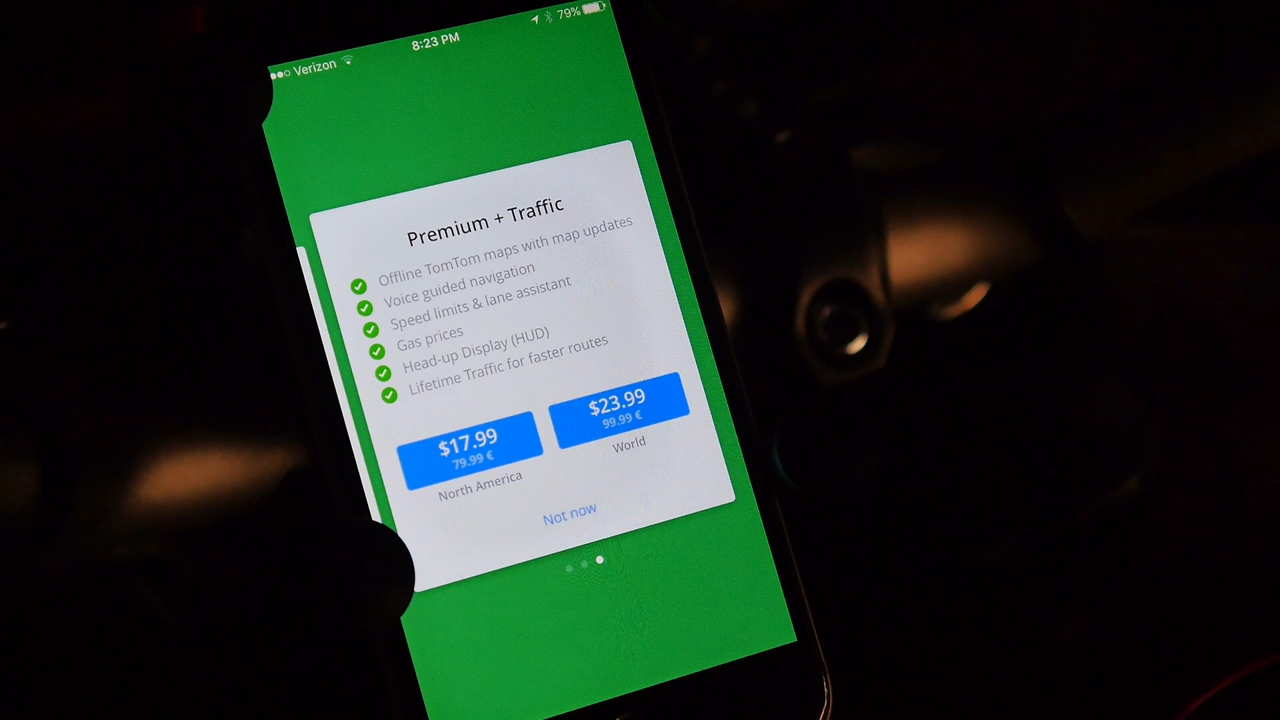 Verizon 8:23 PM 79%
Premium + Traffic
Offline TomTom maps with map updates
Voice guided navigation
Speed limits & lane assistant
Gas prices
Head-up Display (HUD)
Lifetime Traffic for faster routes
$17.99
79.99 €
North America
$23.99
99.99 €
World
Not now